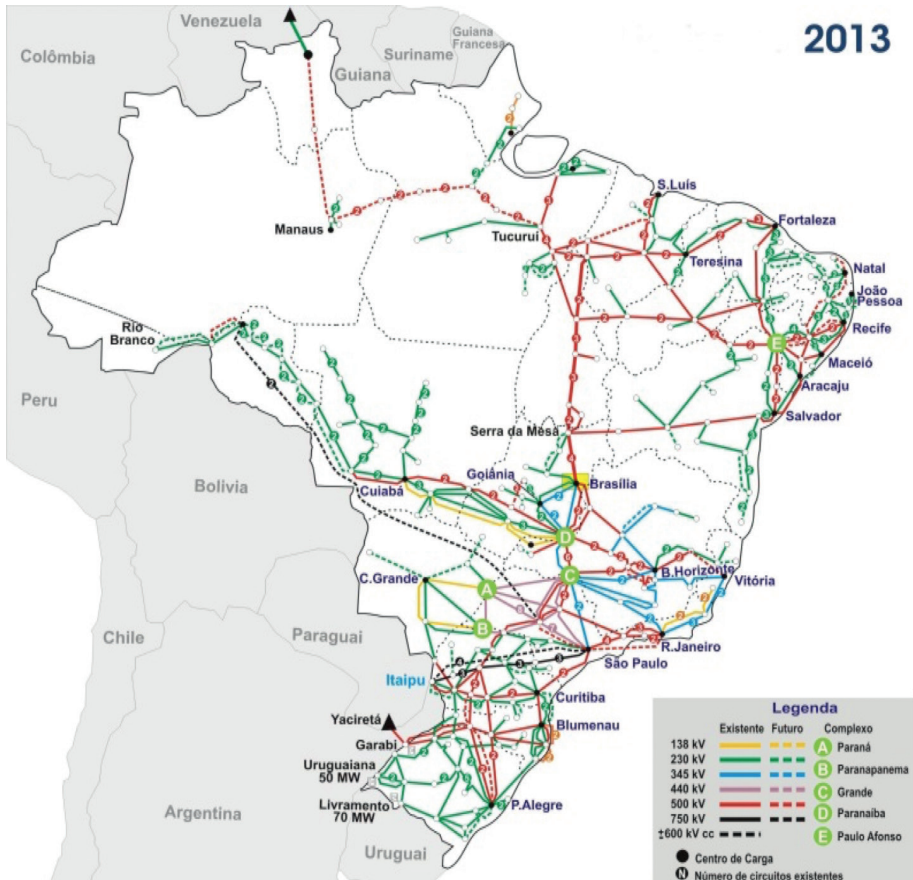 2013
Venezuela
Colômbia
Guiana
Suriname
Guiana
Francesa
Manaus
Tucuruí
S.Luís
Fortaleza
Teresina
Natal
João
Pessoa
Recife
Maceió
Aracaju
Salvador
E
Rio
Branco
Peru
Serra da Mesa
Bolivia
Cuiabá
Goiânia
Brasília
D
C.Grande
A
C
B
B.Horizonte
Vitória
Chile
Paraguai
R.Janeiro
São Paulo
Itaipu
Curitiba
Yaciretá
Blumenau
Garabi
Uruguaiana
50 MW
Livramento
70 MW
P.Alegre
Argentina
Uruguai
Legenda
Existente Futuro Complexo
138 kV A Paraná
230 kV B Paranapanema
345 kV
440 kV C Grande
500 kV D Paranaíba
750 kV
±600 kV cc E Paulo Afonso
Centro de Carga
N Número de circuitos existentes